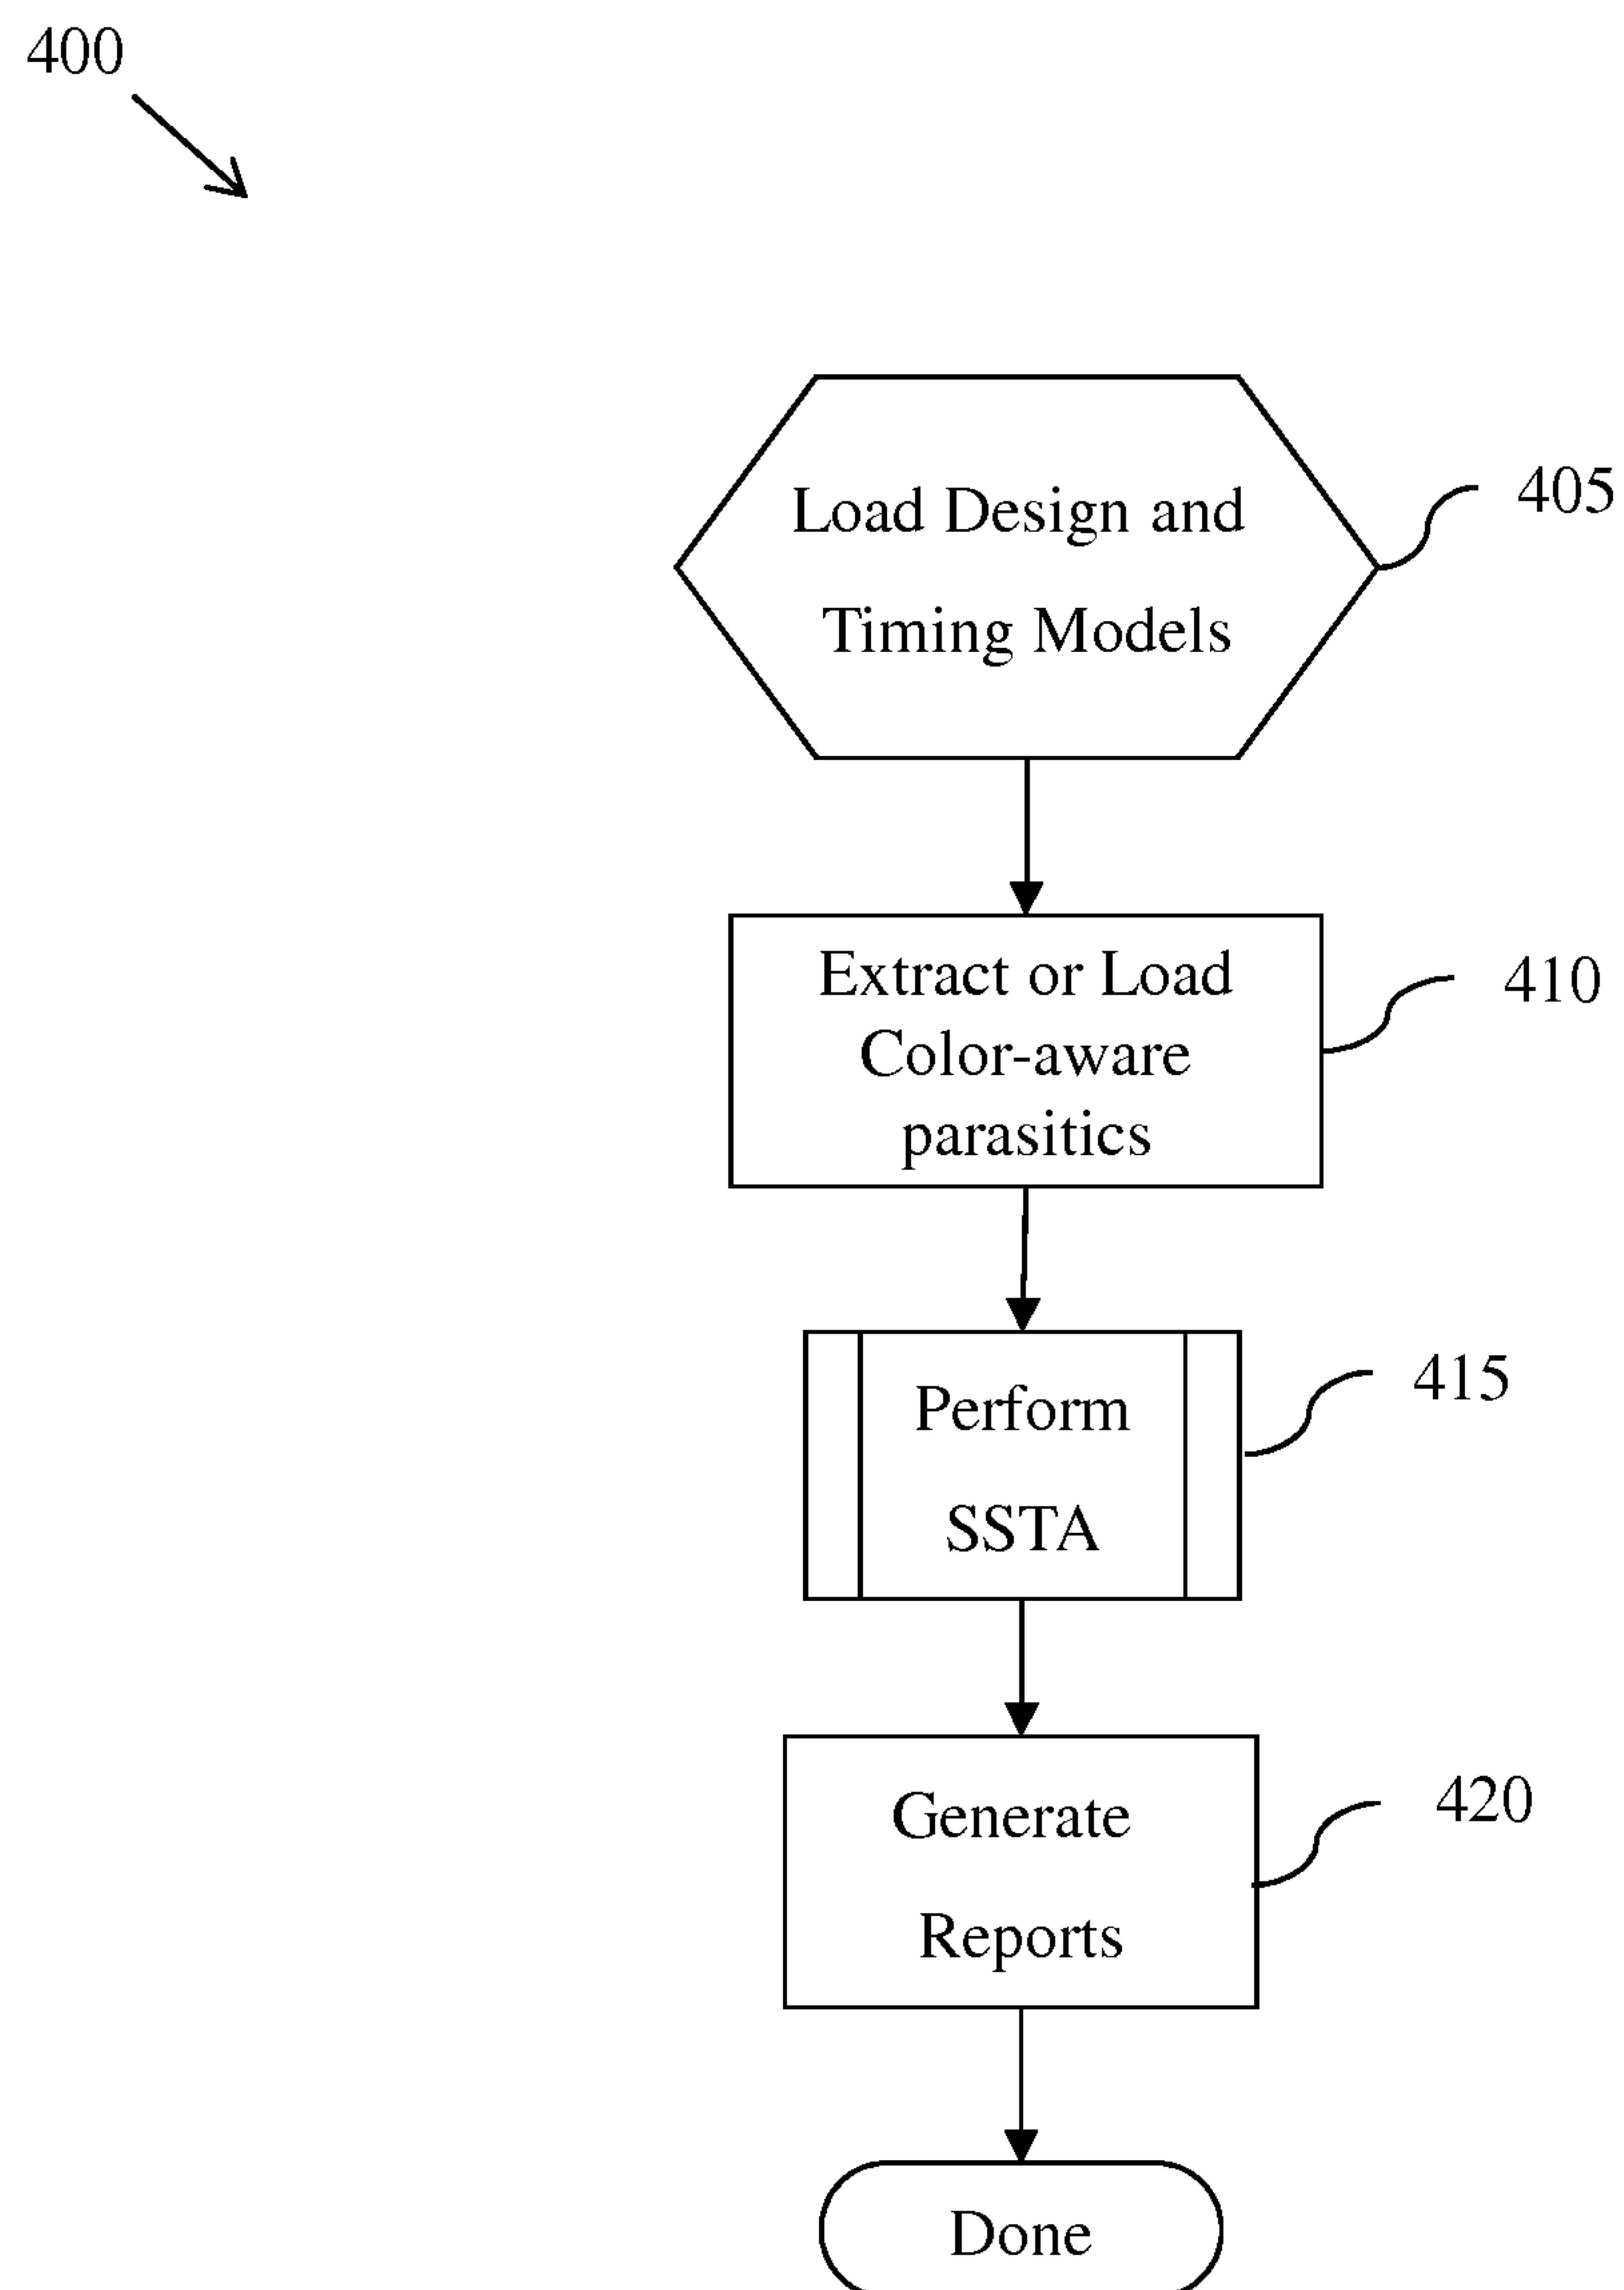 400
Load Design and
Timing Models
405
Extract or Load
Color-aware
parasitics
410
Perform
SSTA
415
Generate
Reports
420
Done